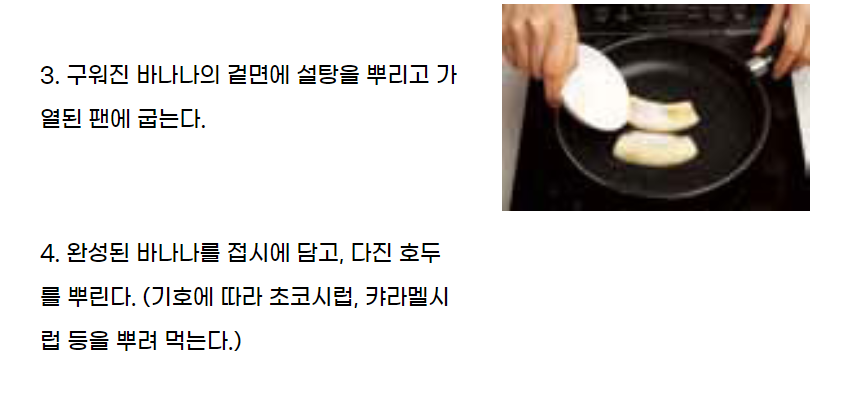 3. 구워진 바나나의 겉면에 설탕을 뿌리고 가
열된 팬에 굽는다.
4. 완성된 바나나를 접시에 담고, 다진 호두
를 뿌린다. (기호에 따라 초코시럽, 캬라멜시
럽 등을 뿌려 먹는다.)